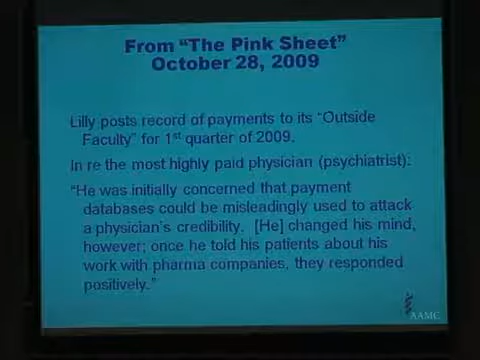 From "The Pink Sheet"
October 28, 2009
Lilly posts record of payments to its "Outside
Faculty" for 1st quarter of 2009.
In re the most highly paid physician (psychiatrist):
"He was initially concerned that payment
databases could be misleadingly used to attack
a physician's credibility.  [He] changed his mind,
however; once he told his patients about his
work with pharma companies, they responded
positively."
AAMC